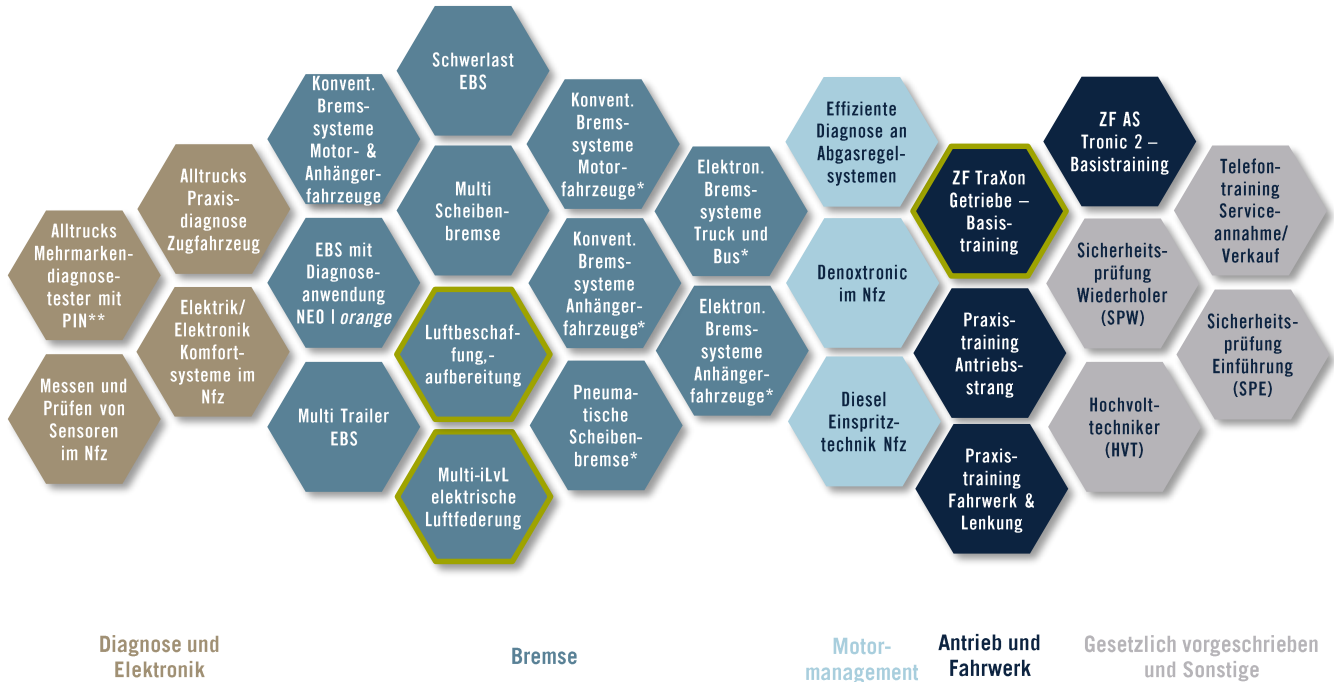 Alltrucks
Mehrmarken-
diagnose-
tester mit
PIN**
Messen und
Prüfen von
Sensoren
im Nfz
Alltrucks
Praxis-
diagnose
Zugfahrzeug
Elektrik/
Elektronik
Komfort-
systeme im
Nfz
Konvent.
Brems-
systeme
Motor- &
Anhänger-
fahrzeuge
EBS mit
Diagnose-
anwendung
NEO | orange
Multi Trailer
EBS
Schwerlast
EBS
Multi
Scheiben-
bremse
Luftbeschaf-
fung,-
aufbereitung
Multi-iLvL
elektrische
Luftfederung
Konvent.
Brems-
systeme
Motor-
fahrzeuge*
Konvent.
Brems-
systeme
Anhänger-
fahrzeuge*
Pneuma-
tische
Scheiben-
bremse*
Elektron.
Brems-
systeme
Truck und
Bus*
Elektron.
Brems-
systeme
Anhänger-
fahrzeuge*
Effiziente
Diagnose an
Abgasregel-
systemen
Denoxtronic
im Nfz
Diesel
Einspritz-
technik Nfz
ZF TraXon
Getriebe –
Basis-
training
Praxis-
training
Antriebs-
strang
Praxis-
training
Fahrwerk &
Lenkung
ZF AS
Tronic 2 –
Basistraining
Sicherheits-
prüfung
Wiederholer
(SPW)
Hochvolt-
techniker
(HVT)
Telefon-
training
Service-
annahme/
Verkauf
Sicherheits-
prüfung
Einführung
(SPE)
Diagnose und
Elektronik
Bremse
Motor-
management
Antrieb und
Fahrwerk
Gesetzlich vorgeschrieben
und Sonstige